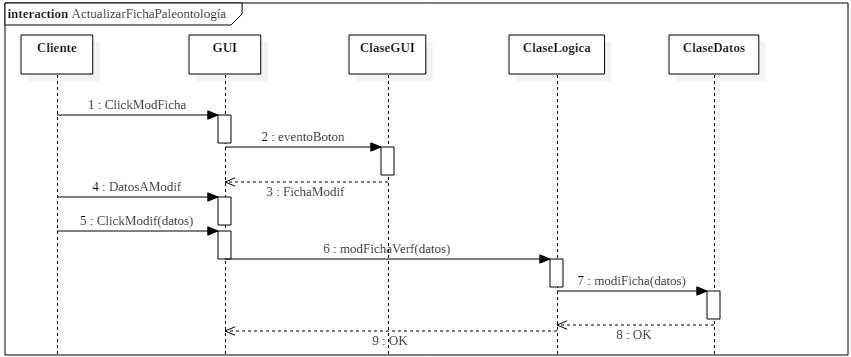 interaction ActualizarFichaPaleontología
Cliente
GUI
ClaseGUI
ClaseLogica
ClaseDatos
1 : ClickModFicha
2 : eventoBoton
3 : FichaModif
4 : DatosAModif
5 : ClickModif(datos)
6 : modFichaVerf(datos)
7 : modiFicha(datos)
8 : OK
9 : OK